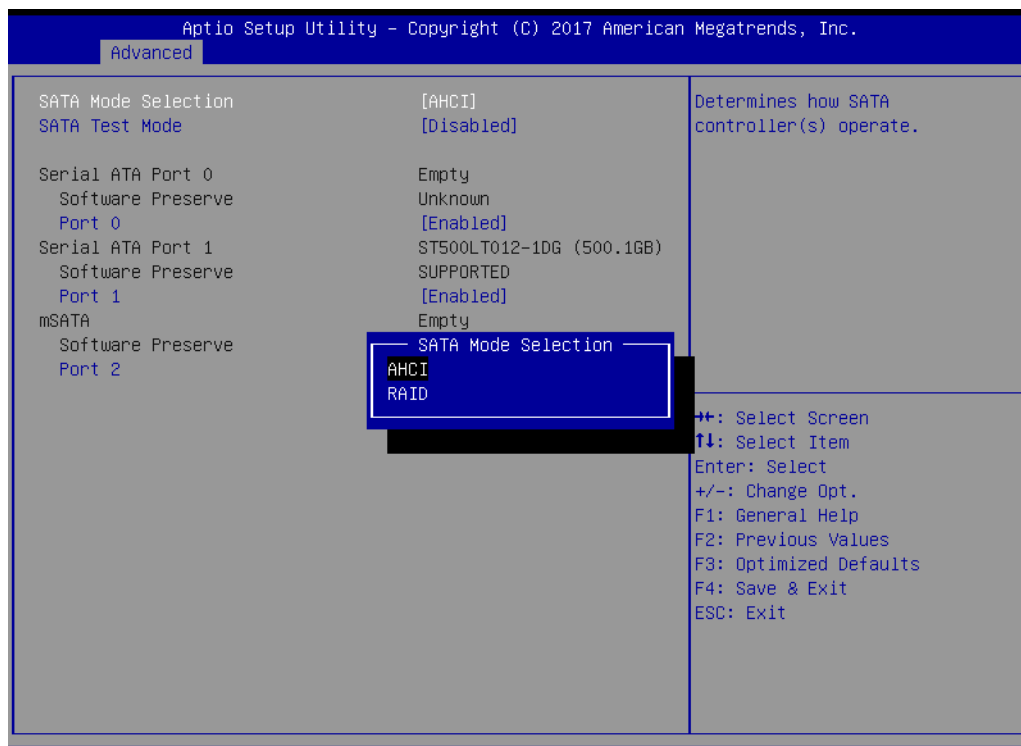 Aptio Setup Utility – Copyright (C) 2017 American Megatrends, Inc.
Advanced
SATA Mode Selection [AHCI]
SATA Test Mode [Disabled]
Serial ATA Port 0 Empty
Software Preserve Unknown
Port 0 [Enabled]
Serial ATA Port 1 ST500LT012-1DG (500.1GB)
Software Preserve SUPPORTED
Port 1 [Enabled]
mSATA Empty
Software Preserve
Port 2
SATA Mode Selection
AHCI
RAID
Determines how SATA
controller(s) operate.
→←: Select Screen
↑↓: Select Item
Enter: Select
+/-: Change Opt.
F1: General Help
F2: Previous Values
F3: Optimized Defaults
F4: Save & Exit
ESC: Exit